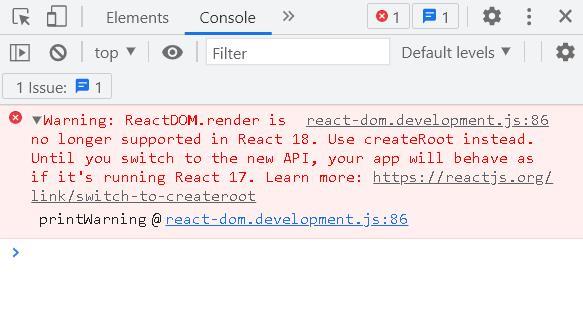 Elements Console » 1 1
top Filter Default levels
1 Issue: 1
Warning: ReactDOM.render is react-dom.development.js:86
no longer supported in React 18. Use createRoot instead.
Until you switch to the new API, your app will behave as
if it's running React 17. Learn more: https://reactjs.org/
link/switch-to-createroot
printWarning @ react-dom.development.js:86